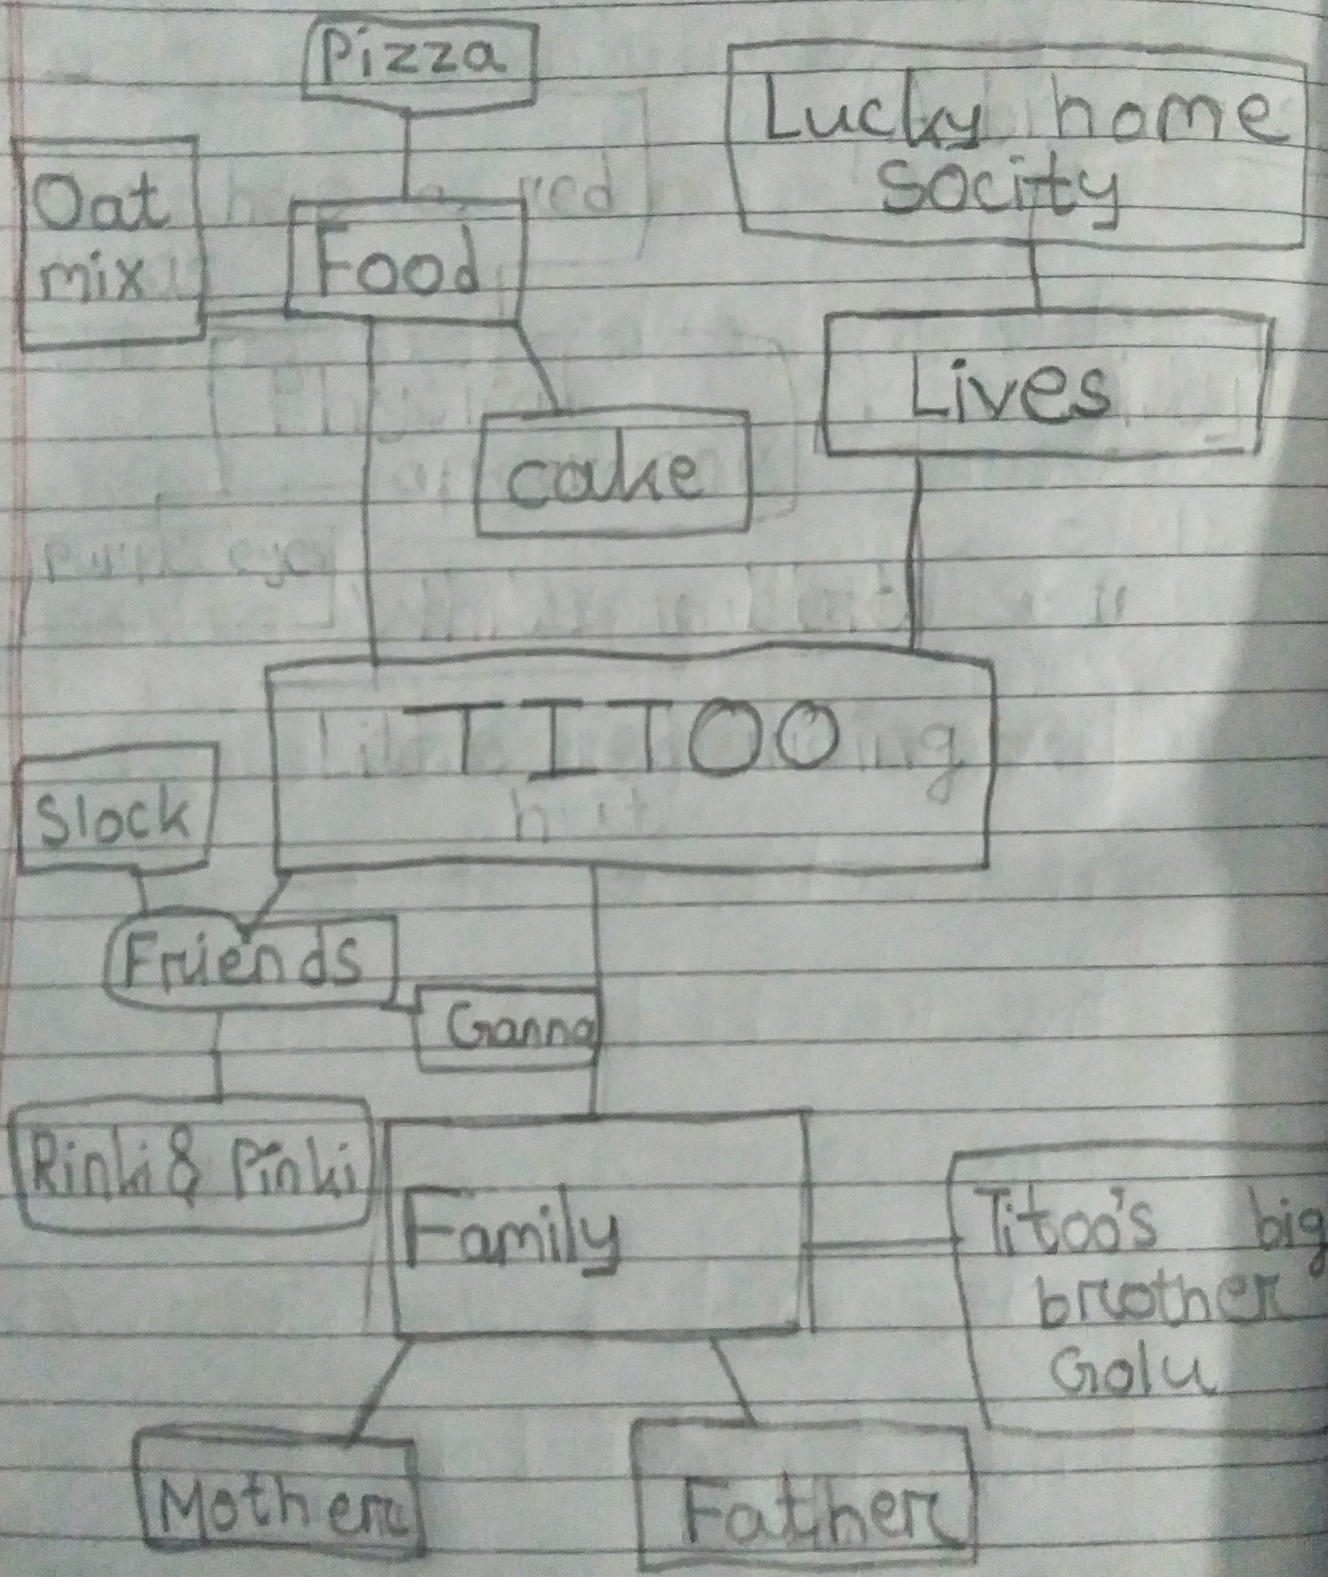 Pizza
Lucky home
socity
Oat
mix
Food
Lives
cake
TITOO
Slock
Friends
Ganna
Rinki & Pinki
Family
Titoo's big
brother
Golu
Mother
Father